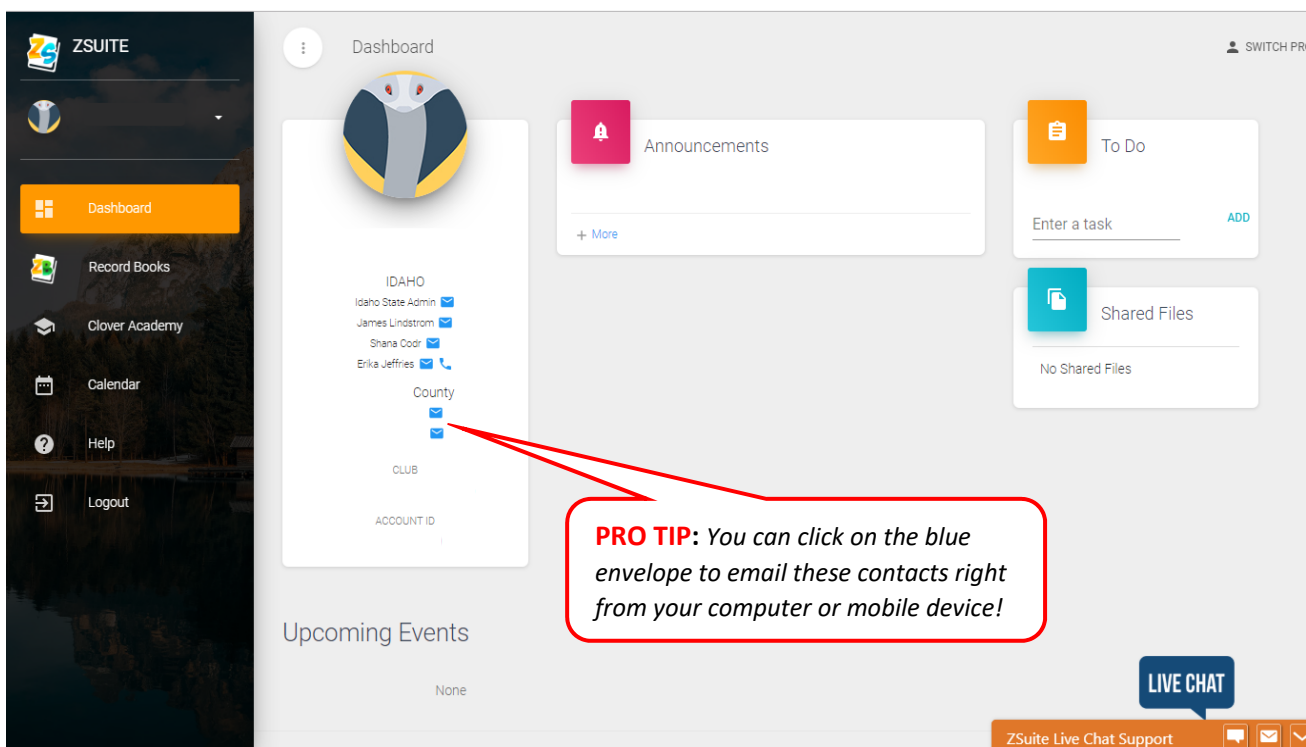 ZSUITE
Dashboard
Record Books
Clover Academy
Calendar
Help
Logout
Dashboard
SWITCH PRO
IDAHO
Idaho State Admin
James Lindstrom
Shana Codr
Erika Jeffries
County
CLUB
ACCOUNT ID
Announcements
+ More
To Do
Enter a task
ADD
Shared Files
No Shared Files
PRO TIP: You can click on the blue
envelope to email these contacts right
from your computer or mobile device!
Upcoming Events
None
LIVE CHAT
ZSuite Live Chat Support